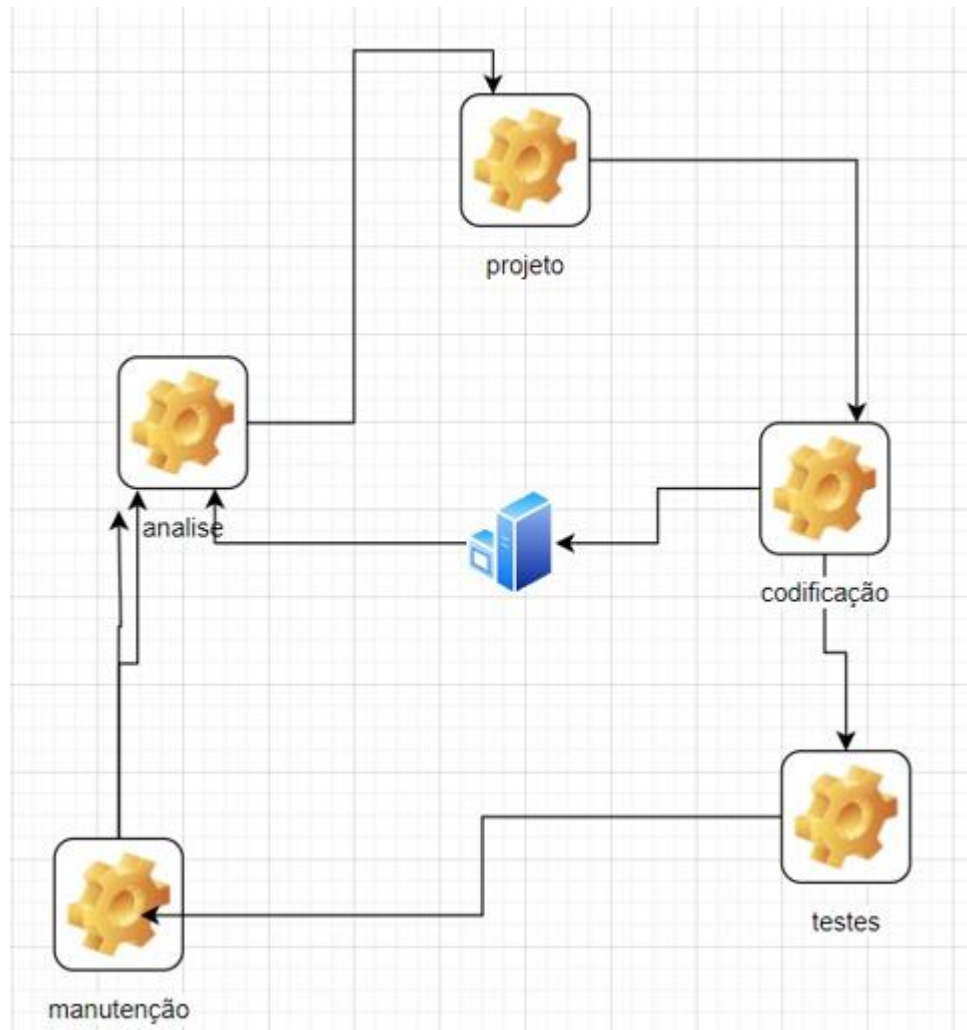 projeto
analise
codificação
testes
manutenção